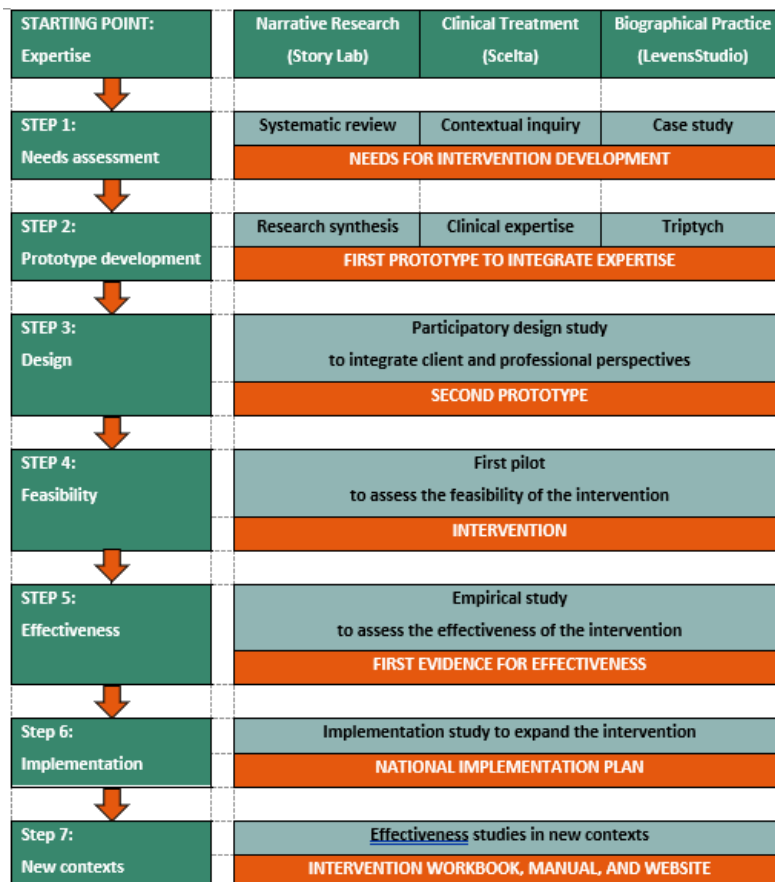 STARTING POINT:
Expertise
Narrative Research
(Story Lab)
Clinical Treatment
(Scelta)
Biographical Practice
(LevensStudio)
STEP 1:
Needs assessment
Systematic review
Contextual inquiry
Case study
NEEDS FOR INTERVENTION DEVELOPMENT
STEP 2:
Prototype development
Research synthesis
Clinical expertise
Triptych
FIRST PROTOTYPE TO INTEGRATE EXPERTISE
STEP 3:
Design
Participatory design study
to integrate client and professional perspectives
SECOND PROTOTYPE
STEP 4:
Feasibility
First pilot
to assess the feasibility of the intervention
INTERVENTION
STEP 5:
Effectiveness
Empirical study
to assess the effectiveness of the intervention
FIRST EVIDENCE FOR EFFECTIVENESS
Step 6:
Implementation
Implementation study to expand the intervention
NATIONAL IMPLEMENTATION PLAN
Step 7:
New contexts
Effectiveness studies in new contexts
INTERVENTION WORKBOOK, MANUAL, AND WEBSITE